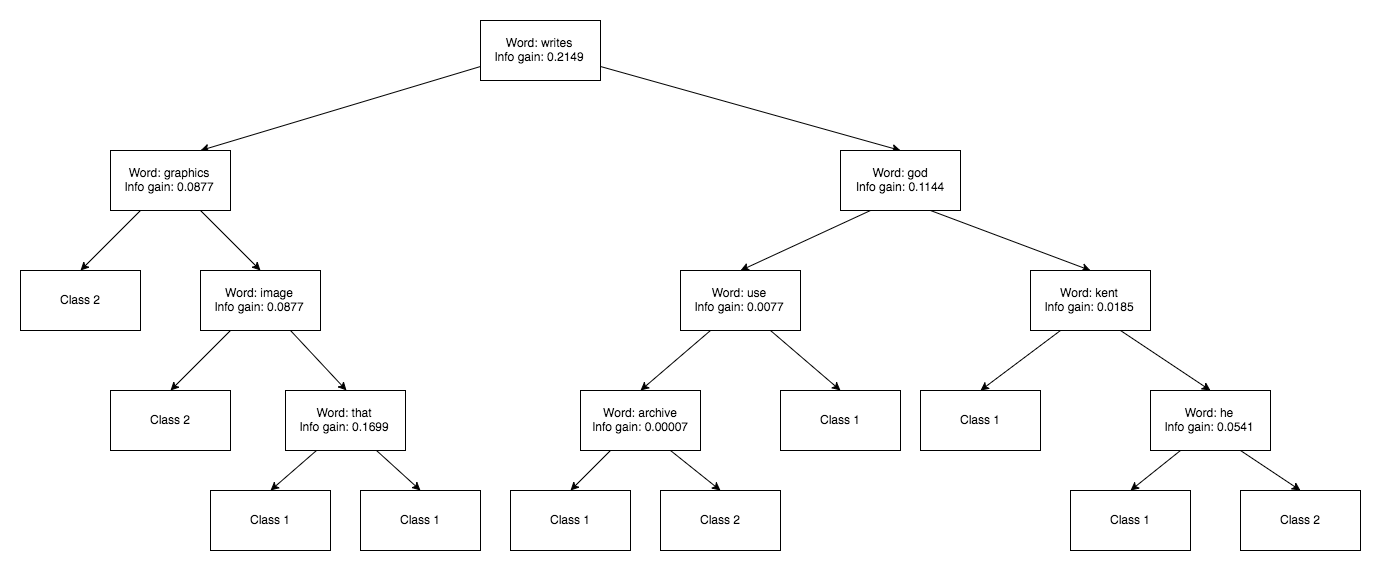 Word: writes
Info gain: 0.2149
Word: graphics
Info gain: 0.0877
Word: god
Info gain: 0.1144
Class 2
Word: image
Info gain: 0.0877
Word: use
Info gain: 0.0077
Word: kent
Info gain: 0.0185
Class 2
Word: that
Info gain: 0.1699
Word: archive
Info gain: 0.00007
Class 1
Class 1
Word: he
Info gain: 0.0541
Class 1
Class 1
Class 1
Class 2
Class 1
Class 2